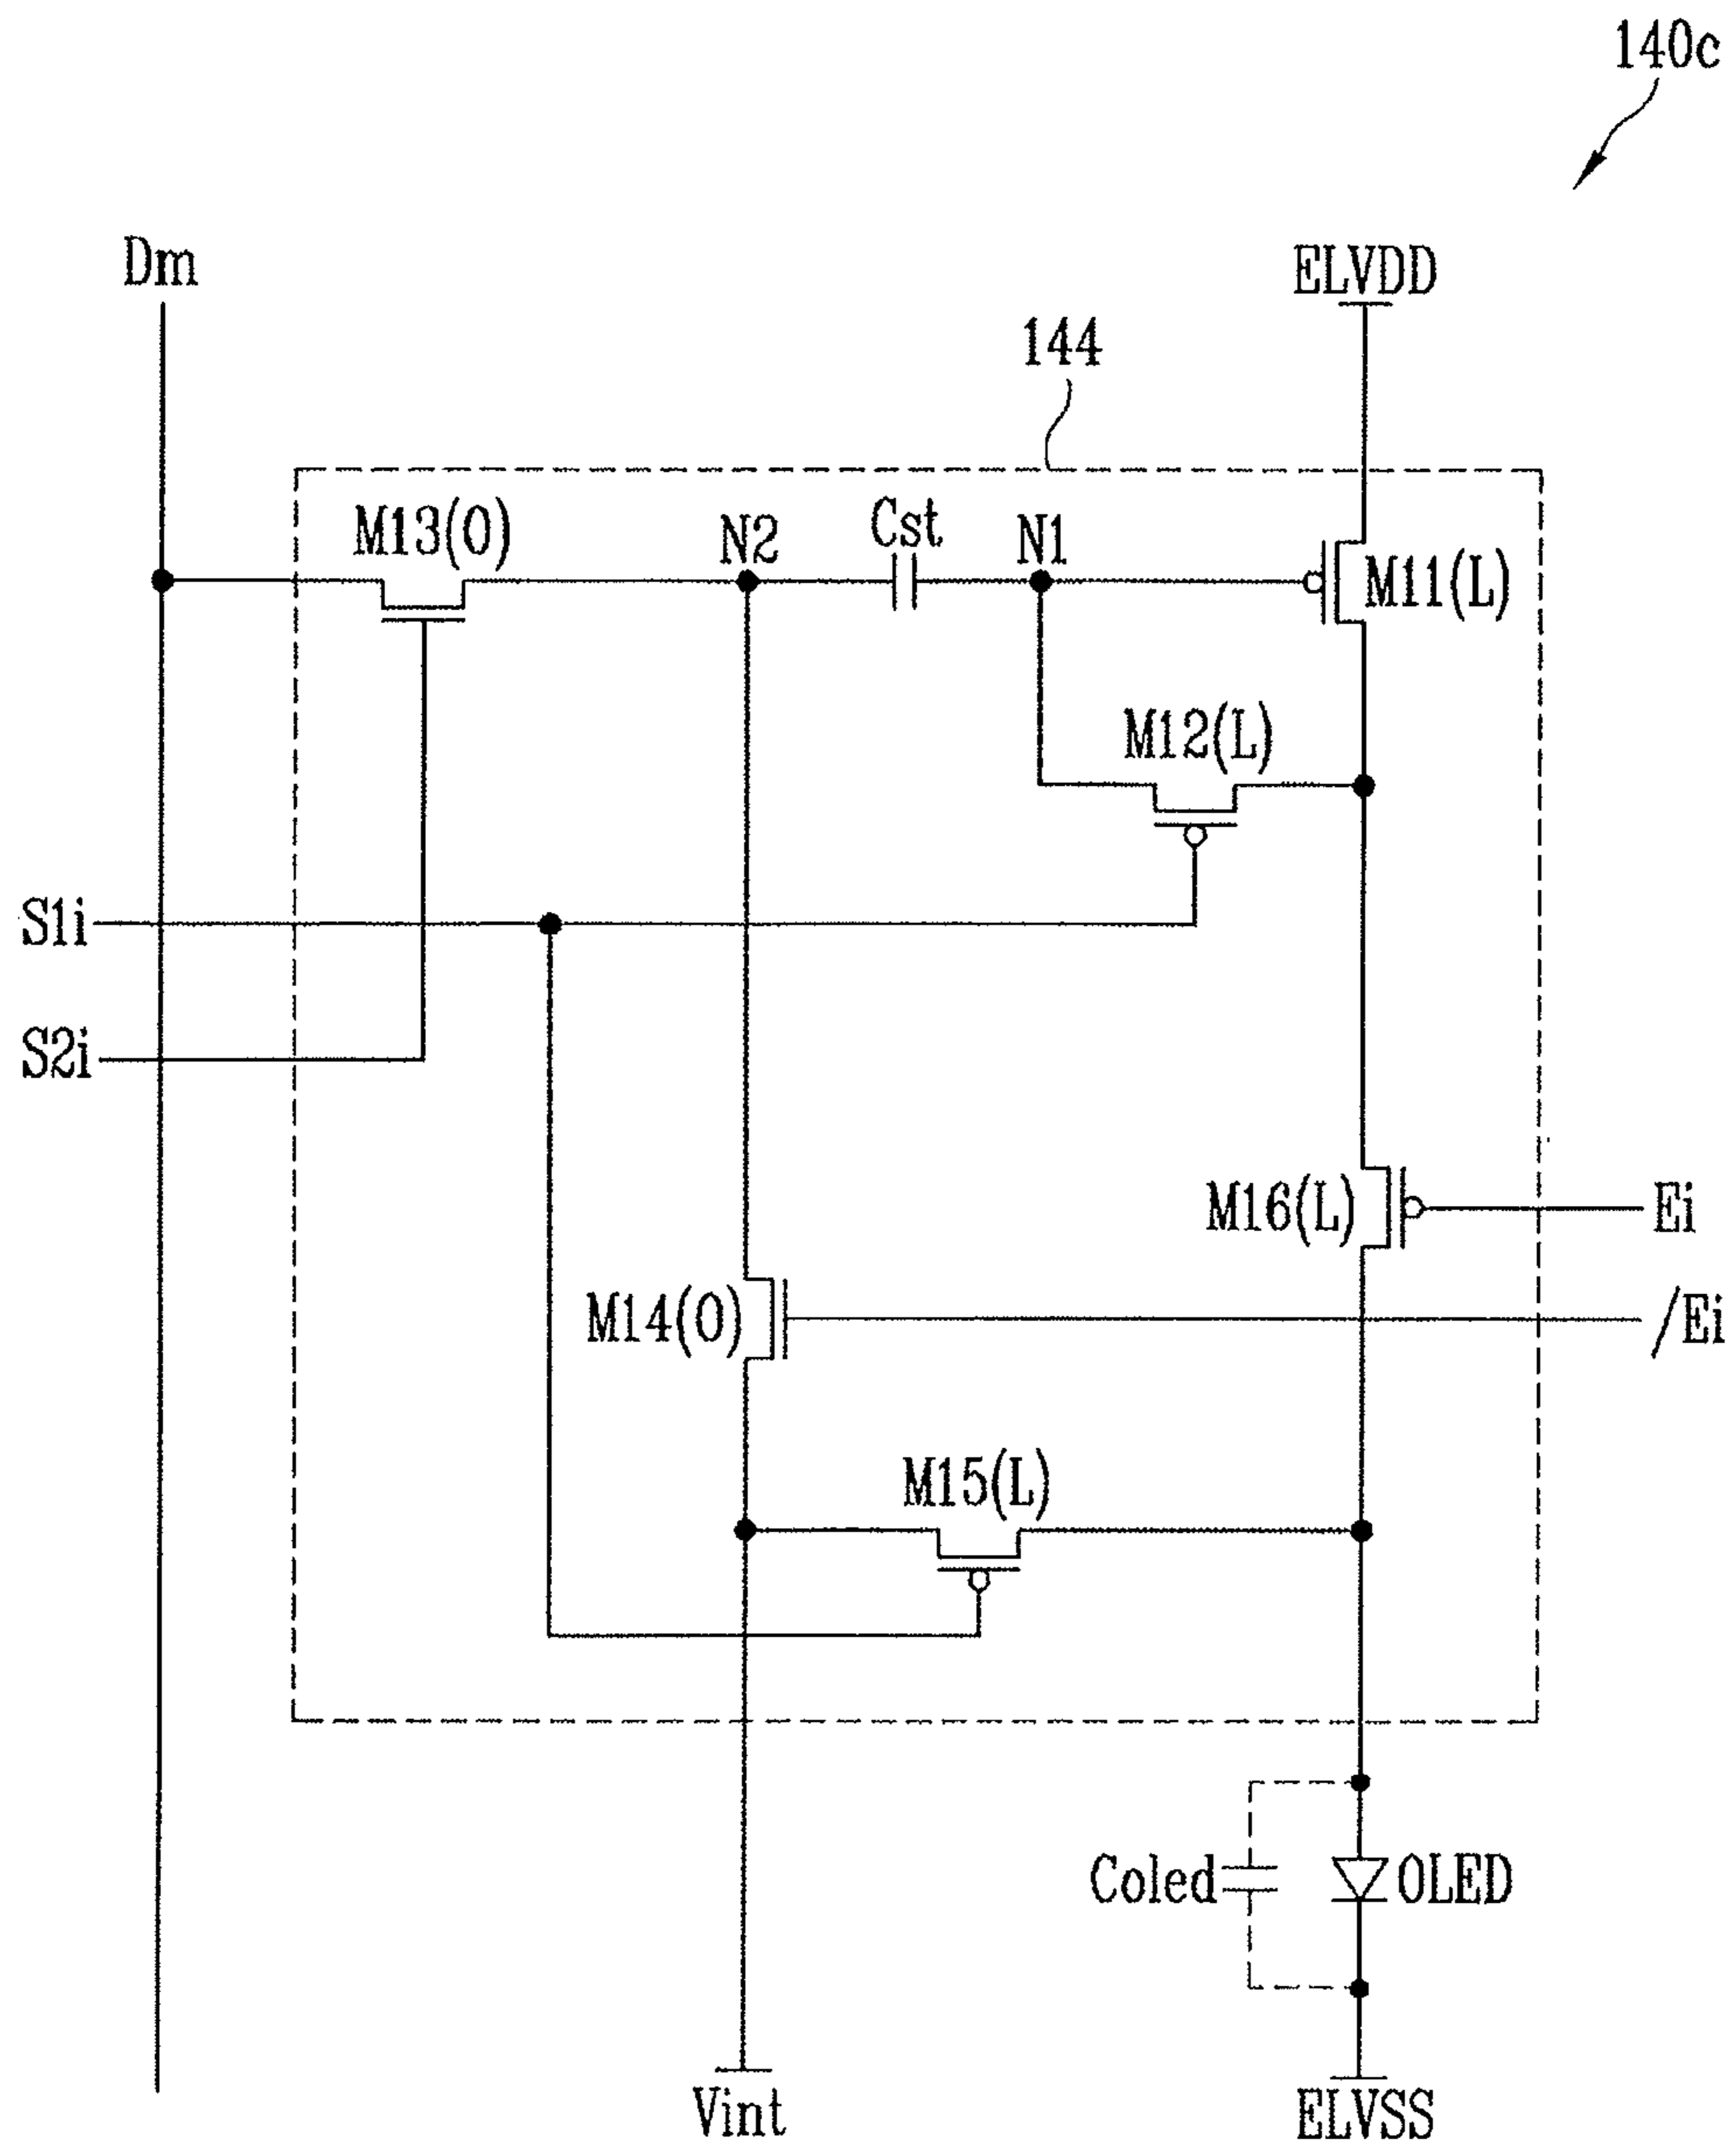 140c
Dm
ELVDD
144
M13(O)
N2
Cst
N1
M11(L)
M12(L)
S1i
S2i
M16(L)
Ei
M14(O)
/Ei
M15(L)
Coled
OLED
Vint
ELVSS